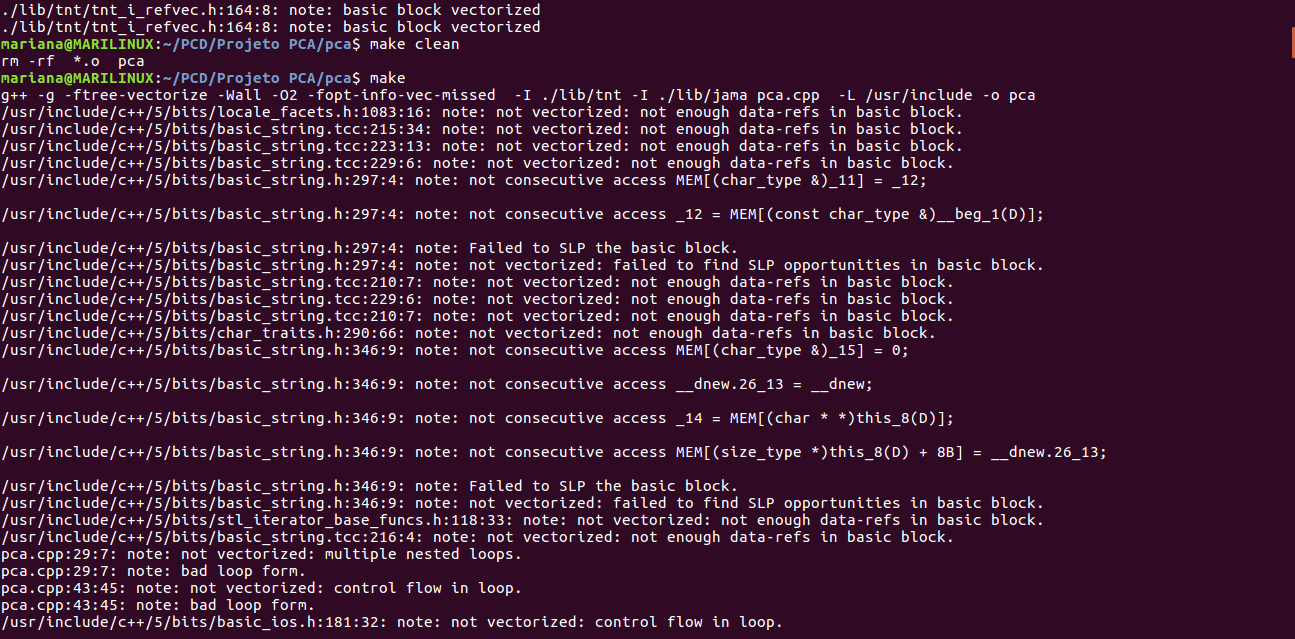 ./lib/tnt/tnt_i_refvec.h:164:8: note: basic block vectorized
./lib/tnt/tnt_i_refvec.h:164:8: note: basic block vectorized
mariana@MARILINUX:~/PCD/Projeto PCA/pca$ make clean
rm -rf  *.o  pca
mariana@MARILINUX:~/PCD/Projeto PCA/pca$ make
g++ -g -ftree-vectorize -Wall -O2 -fopt-info-vec-missed  -I ./lib/tnt -I ./lib/jama pca.cpp  -L /usr/include -o pca
/usr/include/c++/5/bits/locale_facets.h:1083:16: note: not vectorized: not enough data-refs in basic block.
/usr/include/c++/5/bits/basic_string.tcc:215:34: note: not vectorized: not enough data-refs in basic block.
/usr/include/c++/5/bits/basic_string.tcc:223:13: note: not vectorized: not enough data-refs in basic block.
/usr/include/c++/5/bits/basic_string.tcc:229:6: note: not vectorized: not enough data-refs in basic block.
/usr/include/c++/5/bits/basic_string.h:297:4: note: not consecutive access MEM[(char_type &)_11] = _12;
/usr/include/c++/5/bits/basic_string.h:297:4: note: not consecutive access _12 = MEM[(const char_type &)__beg_1(D)];
/usr/include/c++/5/bits/basic_string.h:297:4: note: Failed to SLP the basic block.
/usr/include/c++/5/bits/basic_string.h:297:4: note: not vectorized: failed to find SLP opportunities in basic block.
/usr/include/c++/5/bits/basic_string.tcc:210:7: note: not vectorized: not enough data-refs in basic block.
/usr/include/c++/5/bits/basic_string.tcc:229:6: note: not vectorized: not enough data-refs in basic block.
/usr/include/c++/5/bits/basic_string.tcc:210:7: note: not vectorized: not enough data-refs in basic block.
/usr/include/c++/5/bits/char_traits.h:290:66: note: not vectorized: not enough data-refs in basic block.
/usr/include/c++/5/bits/basic_string.h:346:9: note: not consecutive access MEM[(char_type &)_15] = 0;
/usr/include/c++/5/bits/basic_string.h:346:9: note: not consecutive access __dnew.26_13 = __dnew;
/usr/include/c++/5/bits/basic_string.h:346:9: note: not consecutive access _14 = MEM[(char * *)this_8(D)];
/usr/include/c++/5/bits/basic_string.h:346:9: note: not consecutive access MEM[(size_type *)this_8(D) + 8B] = __dnew.26_13;
/usr/include/c++/5/bits/basic_string.h:346:9: note: Failed to SLP the basic block.
/usr/include/c++/5/bits/basic_string.h:346:9: note: not vectorized: failed to find SLP opportunities in basic block.
/usr/include/c++/5/bits/stl_iterator_base_funcs.h:118:33: note: not vectorized: not enough data-refs in basic block.
/usr/include/c++/5/bits/basic_string.tcc:216:4: note: not vectorized: not enough data-refs in basic block.
pca.cpp:29:7: note: not vectorized: multiple nested loops.
pca.cpp:29:7: note: bad loop form.
pca.cpp:43:45: note: not vectorized: control flow in loop.
pca.cpp:43:45: note: bad loop form.
/usr/include/c++/5/bits/basic_ios.h:181:32: note: not vectorized: control flow in loop.